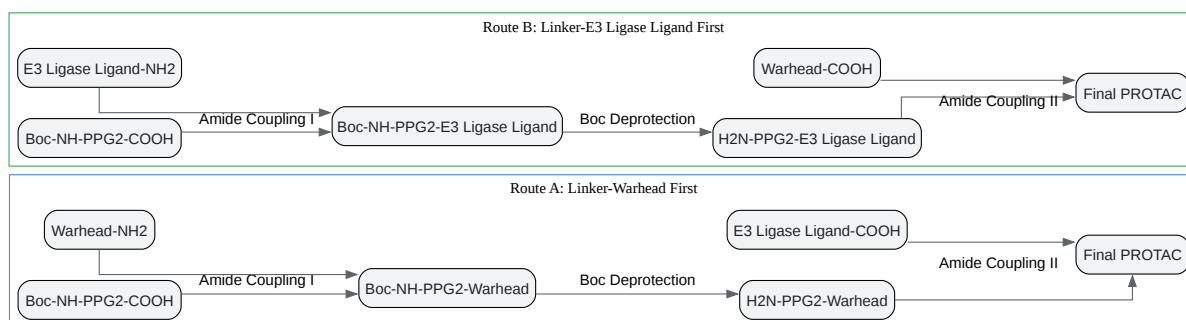 Route B: Linker-E3 Ligase Ligand First
E3 Ligase Ligand-NH2
Warhead-COOH
Final PROTAC
Amide Coupling II
Amide Coupling I
Boc-NH-PPG2-E3 Ligase Ligand
Boc Deprotection
Boc-NH-PPG2-COOH
H2N-PPG2-E3 Ligase Ligand
Route A: Linker-Warhead First
Warhead-NH2
E3 Ligase Ligand-COOH
Final PROTAC
Amide Coupling II
Amide Coupling I
Boc-NH-PPG2-Warhead
Boc Deprotection
Boc-NH-PPG2-COOH
H2N-PPG2-Warhead